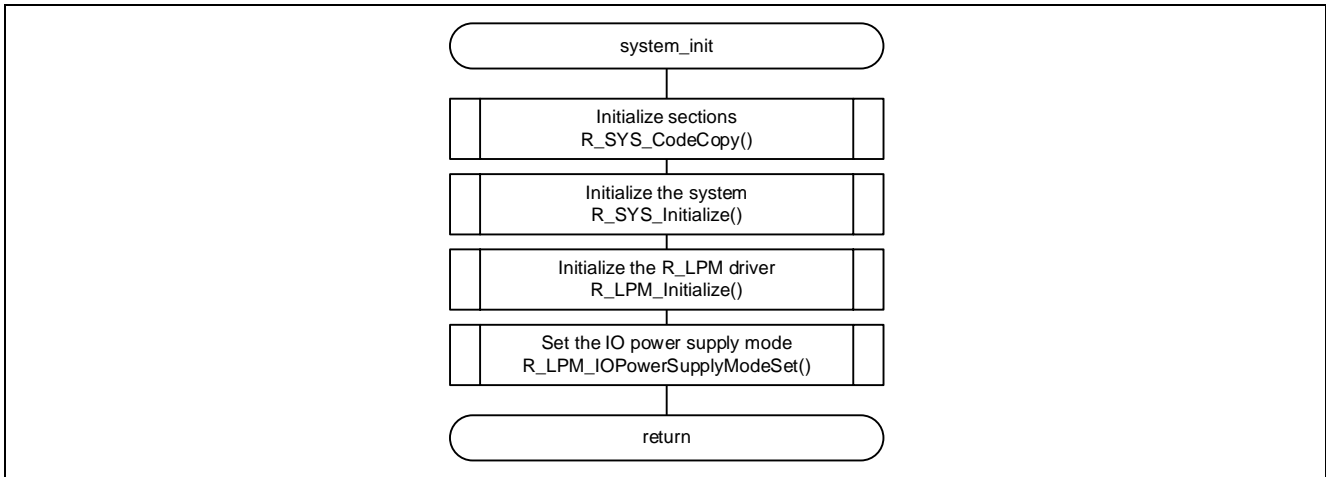 system_init
Initialize sections
R_SYS_CodeCopy()
Initialize the system
R_SYS_Initialize()
Initialize the R_LPM driver
R_LPM_Initialize()
Set the IO power supply mode
R_LPM_IOPowerSupplyModeSet()
return